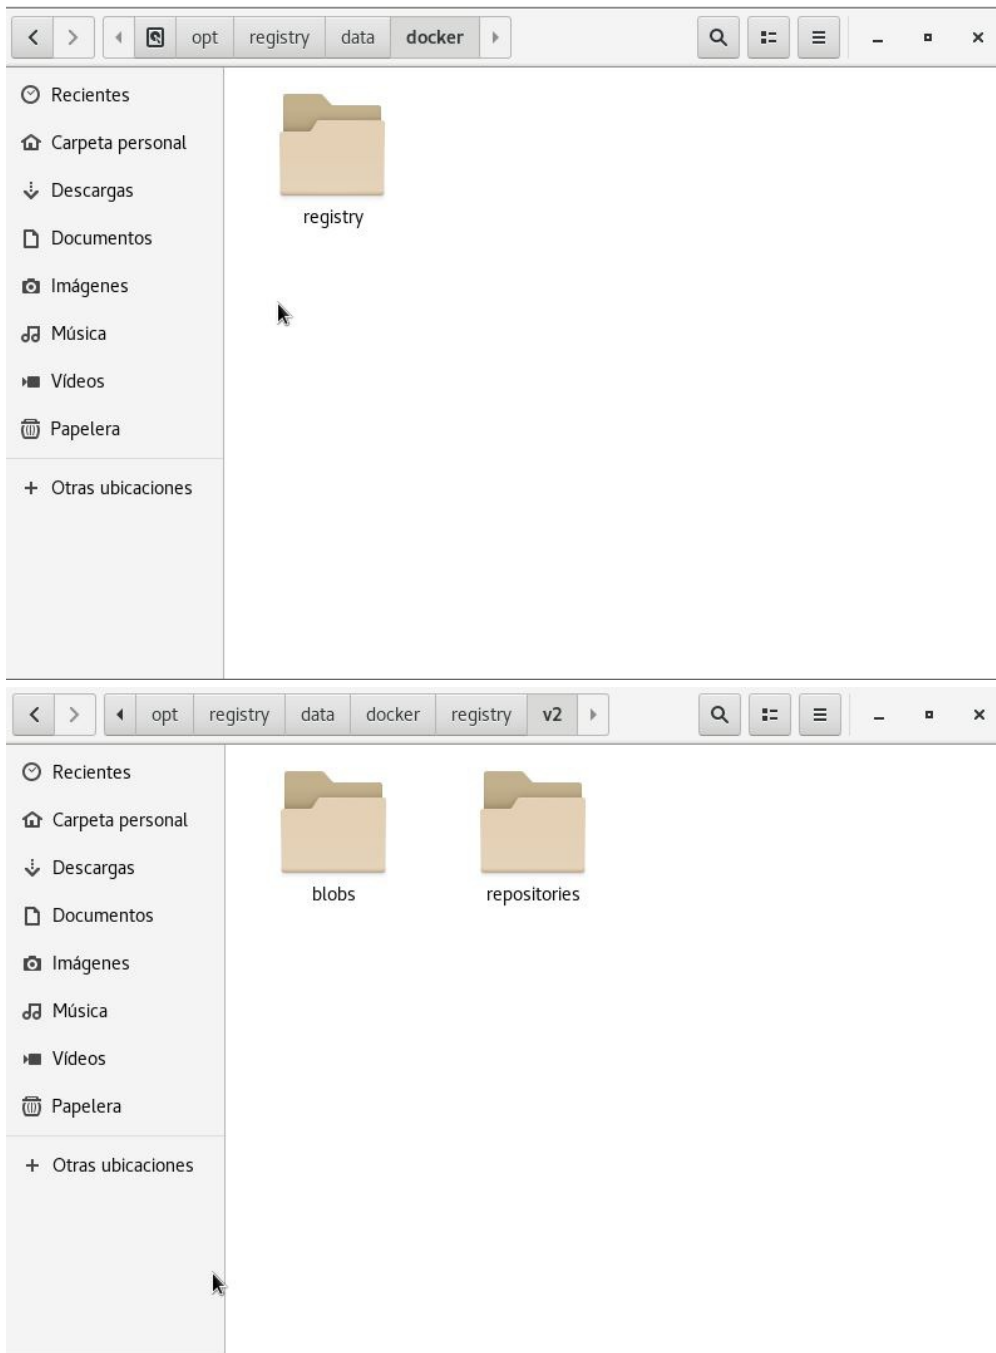 opt registry data docker
Recientes
Carpeta personal
Descargas
Documentos
Imágenes
Música
Vídeos
Papelera
Otras ubicaciones
registry
opt registry data docker registry v2
Recientes
Carpeta personal
Descargas
Documentos
Imágenes
Música
Vídeos
Papelera
Otras ubicaciones
blobs repositories